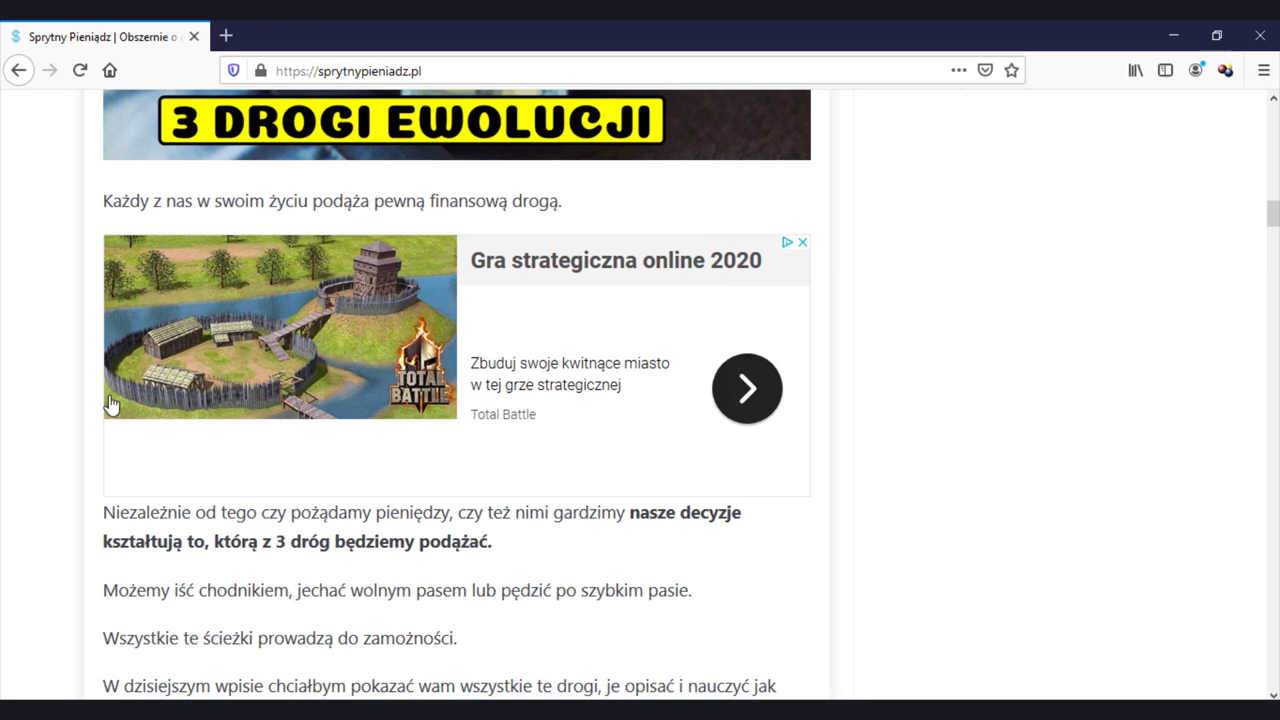 Sprytny Pieniądz | Obszernie o
https://sprytnypieniadz.pl
3 DROGI EWOLUCJI
Każdy z nas w swoim życiu podąża pewną finansową drogą.
Gra strategiczna online 2020
Zbuduj swoje kwitnące miasto
w tej grze strategicznej
Total Battle
TOTAL
BATTLE
Niezależnie od tego czy pożądamy pieniędzy, czy też nimi gardzimy nasze decyzje
kształtują to, którą z 3 dróg będziemy podążać.
Możemy iść chodnikiem, jechać wolnym pasem lub pędzić po szybkim pasie.
Wszystkie te ścieżki prowadzą do zamożności.
W dzisiejszym wpisie chciałbym pokazać wam wszystkie te drogi, je opisać i nauczyć jak